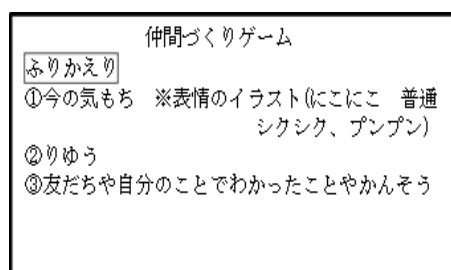 仲間づくりゲーム
ふりかえり
①今の気もち ※表情のイラスト(にこにこ 普通
シクシク、プンプン)
②りゆう
③友だちや自分のことでわかったことやかんそう